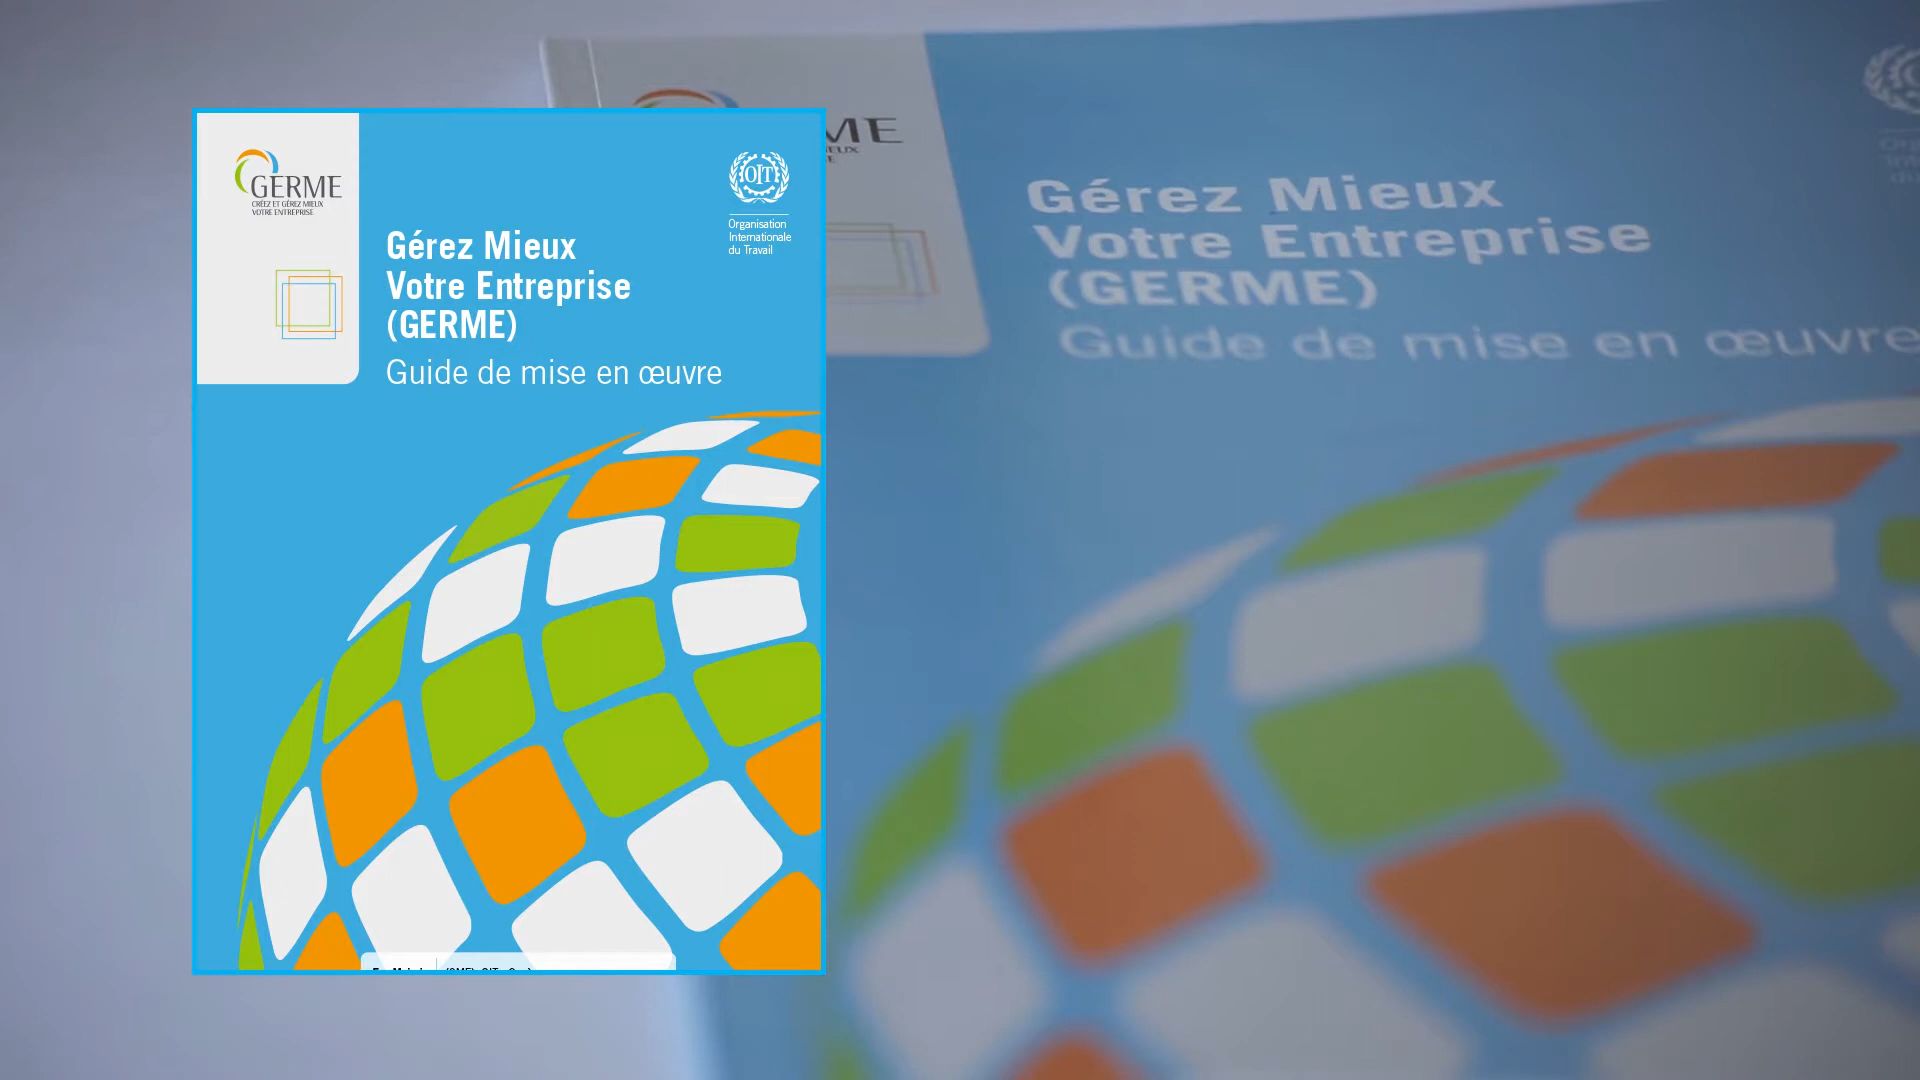 GERME
CRÉEZ ET GÉREZ MIEUX
VOTRE ENTREPRISE
OIT
Organisation
Internationale
du Travail
Gérez Mieux
Votre Entreprise
(GERME)
Guide de mise en œuvre
Gérez Mieux
Votre Entreprise
(GERME)
Guide de mise en œuvre